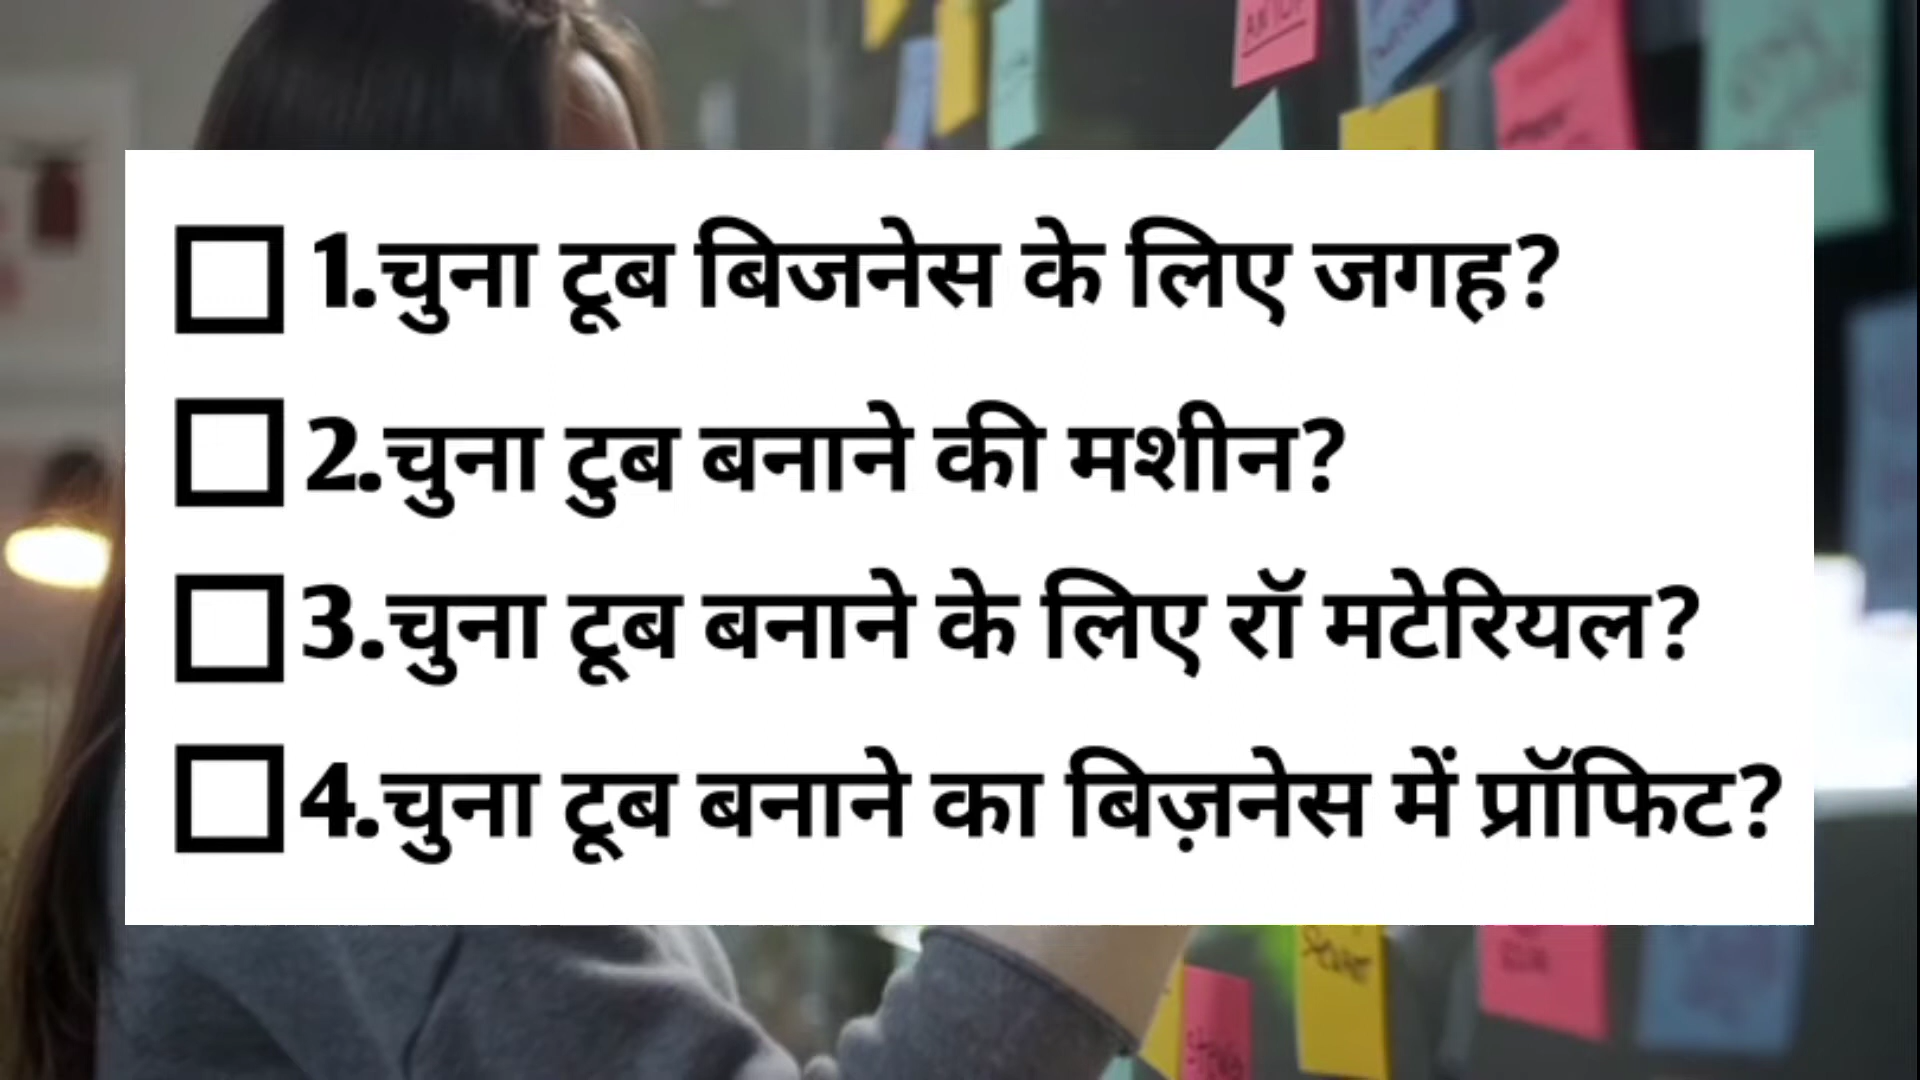 1.चुना टूब बिजनेस के लिए जगह?
2.चुना टुब बनाने की मशीन?
3.चुना टूब बनाने के लिए रॉ मटेरियल?
4.चुना टूब बनाने का बिज़नेस में प्रॉफिट?